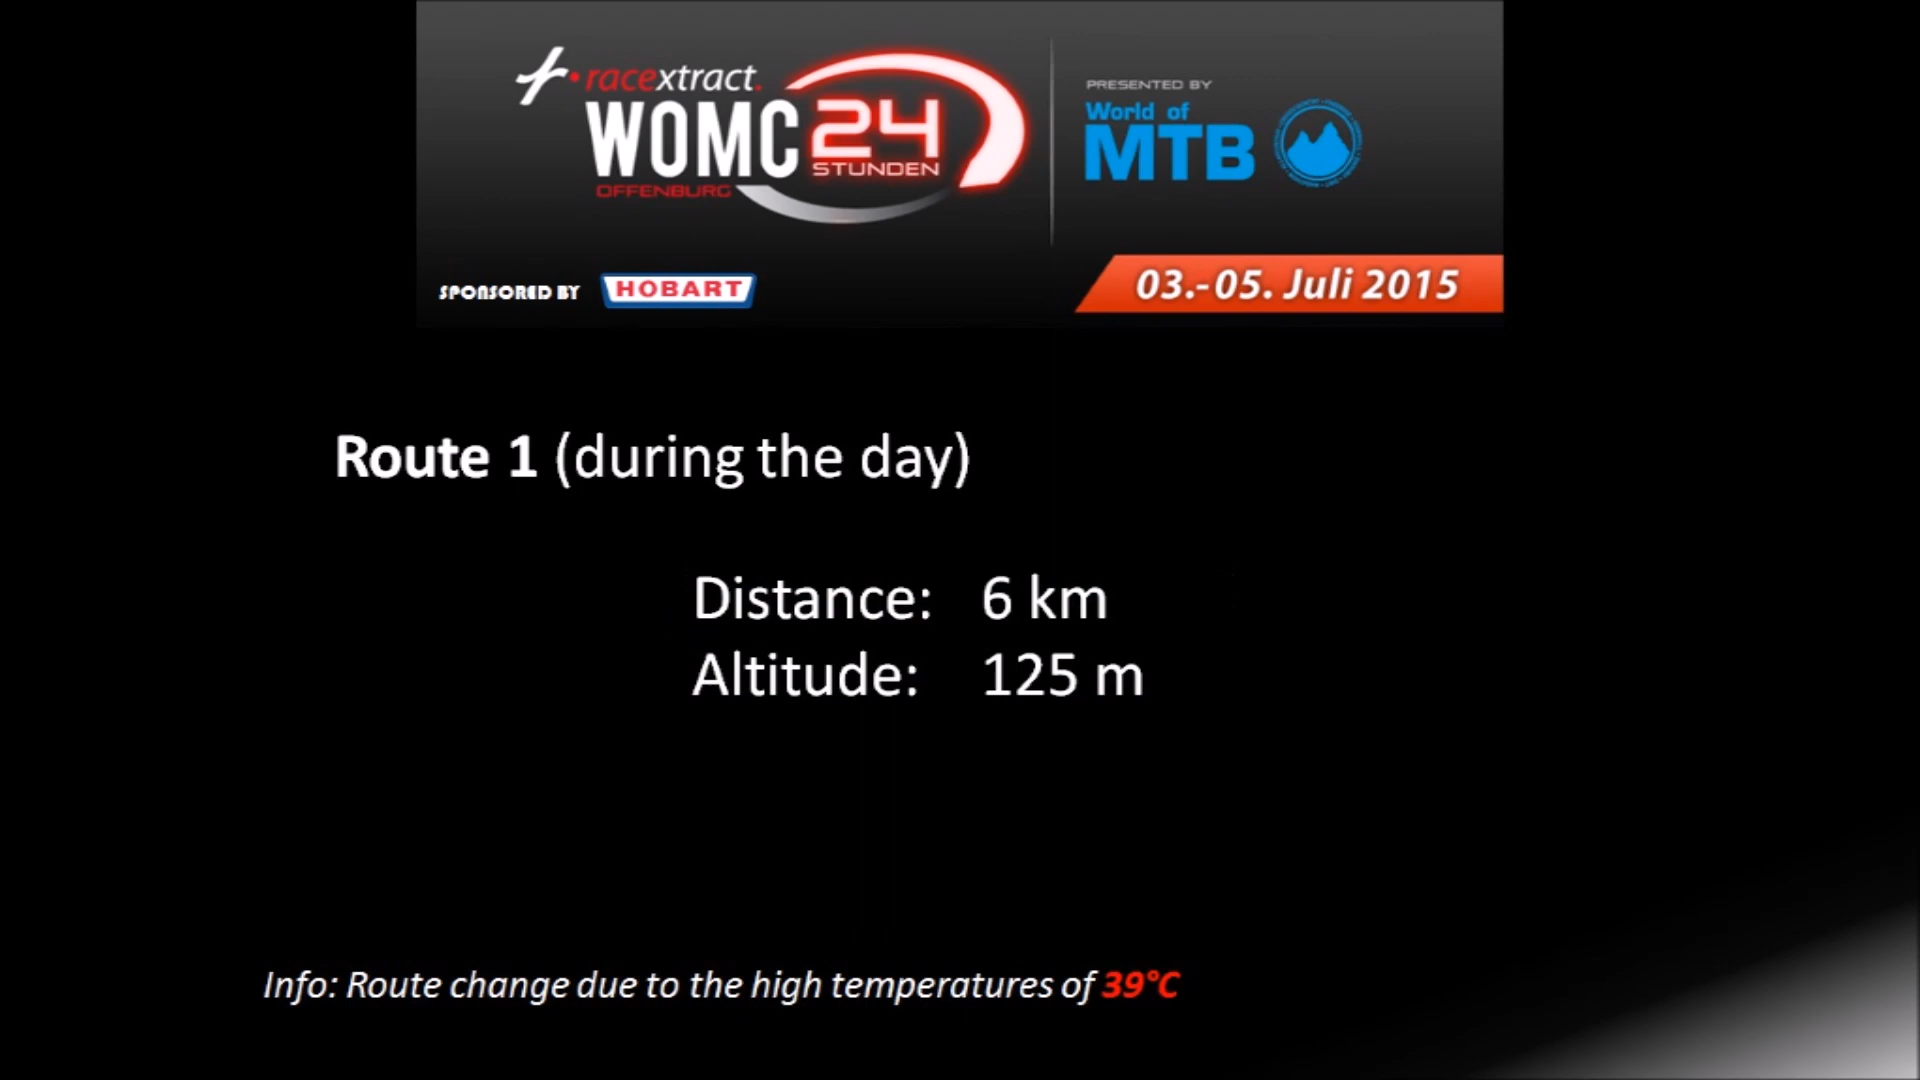 racextract.
WOMC 24
STUNDEN
OFFENBURG
PRESENTED BY
World of
MTB
SPONSORED BY HOBART
03.-05. Juli 2015
Route 1 (during the day)
Distance: 6 km
Altitude: 125 m
Info: Route change due to the high temperatures of 39°C